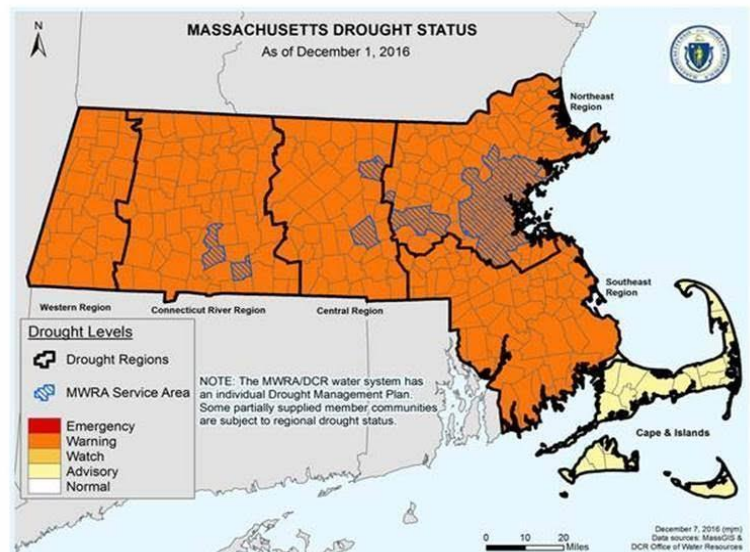 MASSACHUSETTS DROUGHT STATUS
As of December 1, 2016
N
Northeast
Region
Southeast
Region
Western Region
Connecticut River Region
Central Region
Cape & Islands
Drought Levels
Drought Regions
MWRA Service Area
Emergency
Warning
Watch
Advisory
Normal
NOTE: The MWRA/DCR water system has
an individual Drought Management Plan.
Some partially supplied member communities
are subject to regional drought status.
0 10 20
Miles
December 7, 2016 (mjm)
Data sources: MassGIS &
DCR Office of Water Resources